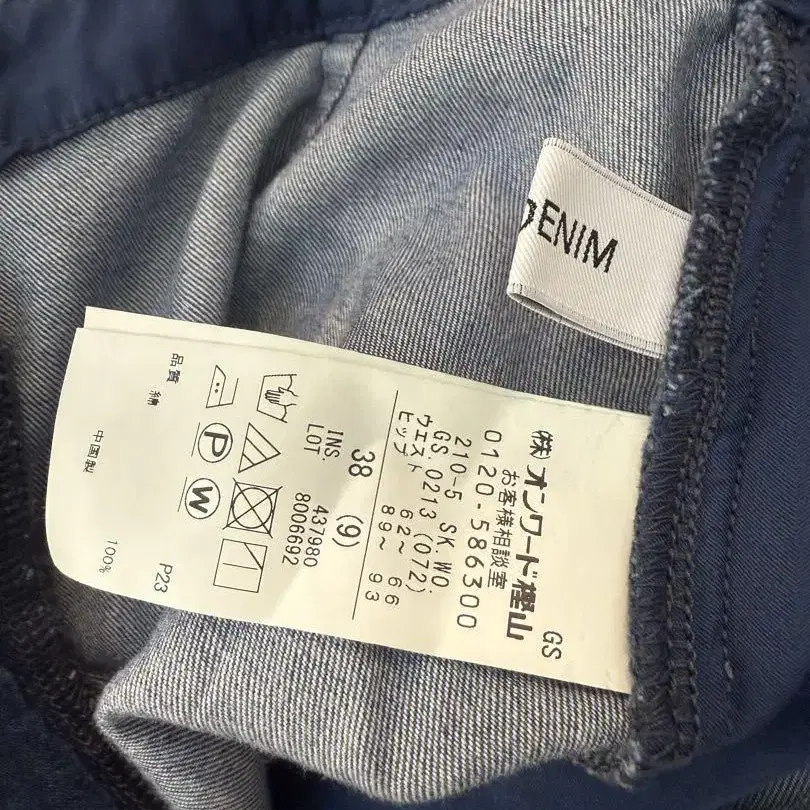 DENIM
GS
㈱オンワード樫山
お客様相談室
0120-586300
210-5 SK.WO.
GS.0213 (072)
ウエスト 62～ 66
ヒップ 89～ 93
38 (9)
INS. 437980
LOT 8006692
P
W
品質
綿 100%
P23
中国製